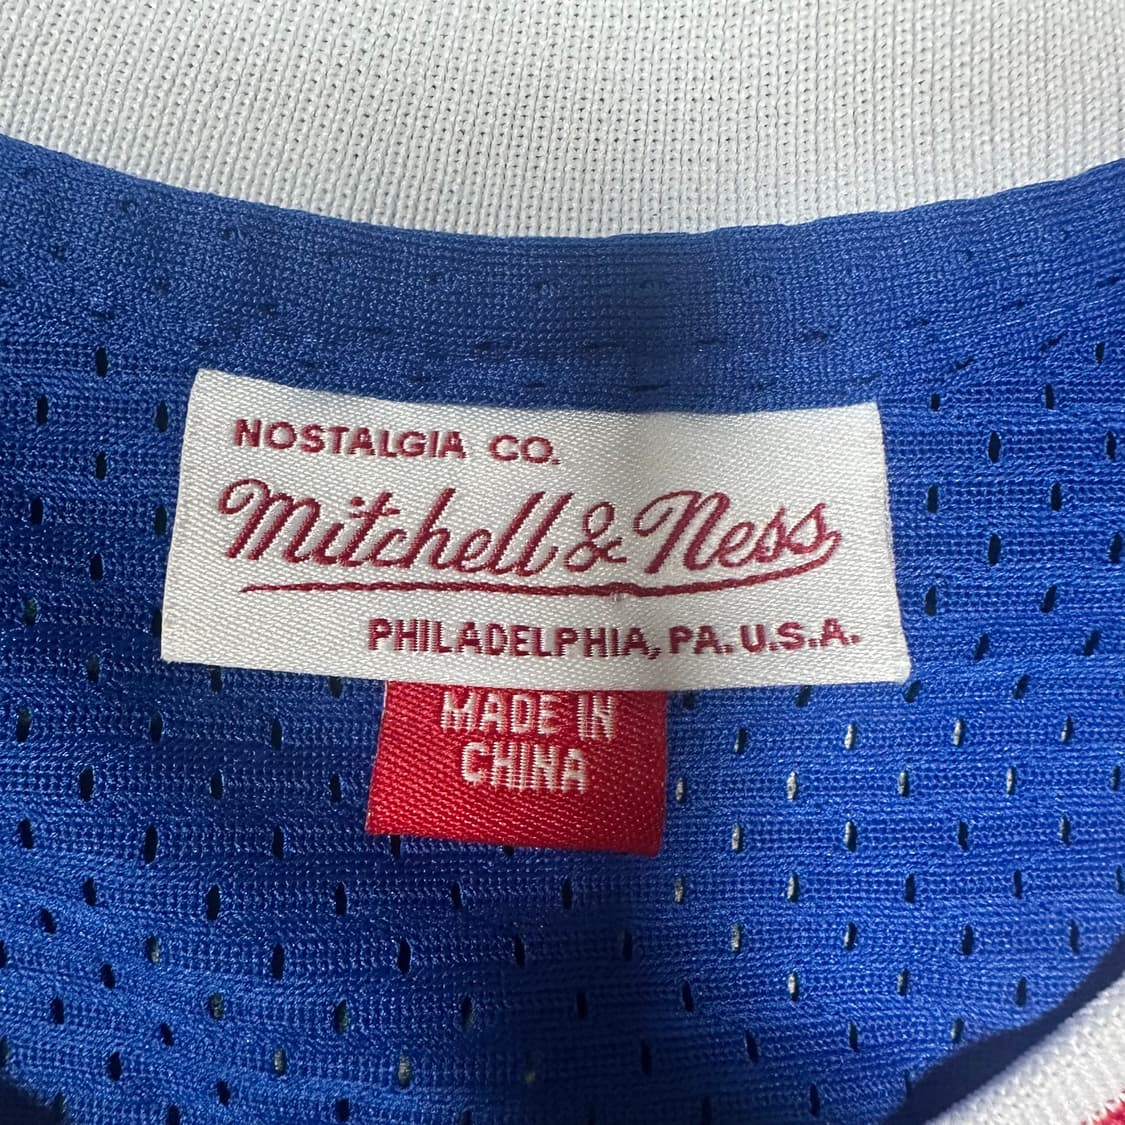 NOSTALGIA CO.
Mitchell & Ness
PHILADELPHIA, PA. U.S.A.
MADE IN
CHINA